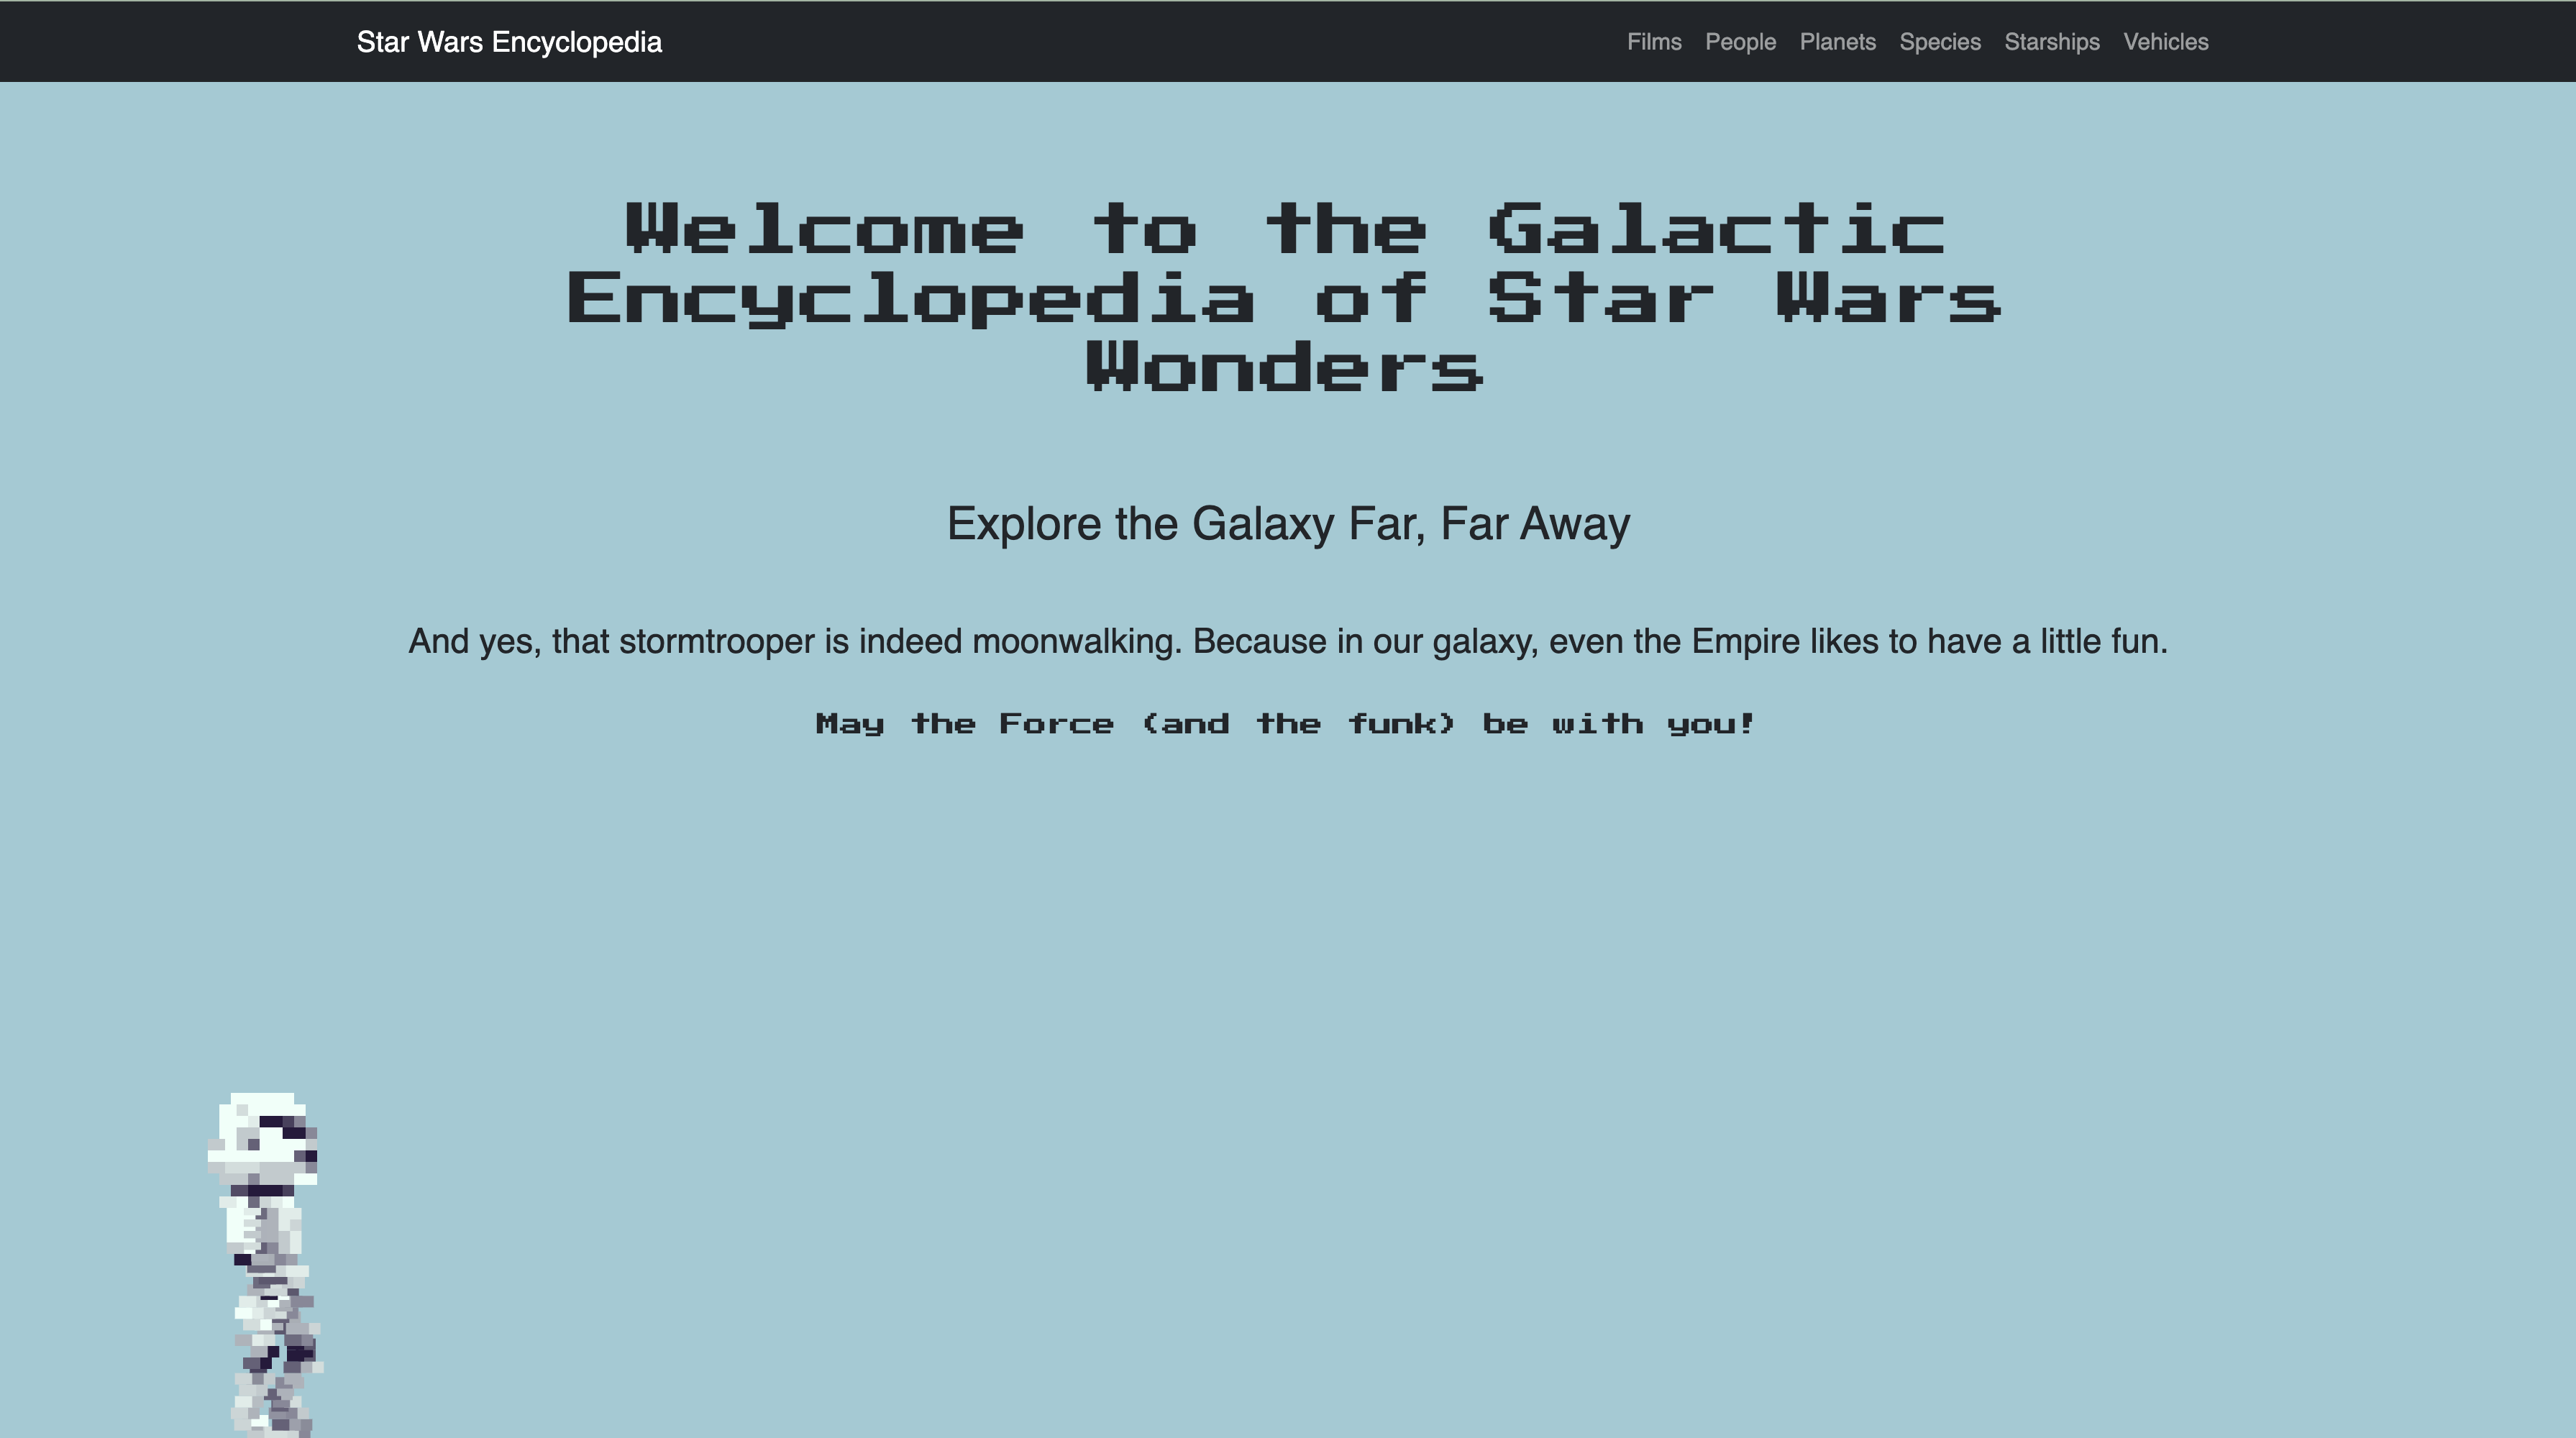 Star Wars Encyclopedia
Films People Planets Species Starships Vehicles
Welcome to the Galactic
Encyclopedia of Star Wars
Wonders
Explore the Galaxy Far, Far Away
And yes, that stormtrooper is indeed moonwalking. Because in our galaxy, even the Empire likes to have a little fun.
May the Force (and the funk) be with you!